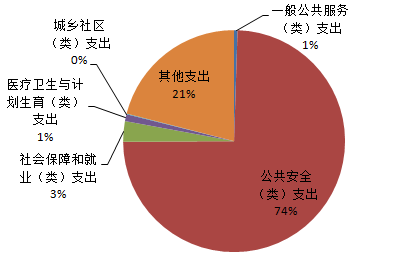 一般公共服务
（类）支出
1%
公共安全
（类）支出
74%
社会保障和就
业（类）支出
3%
医疗卫生与计
划生育（类）
支出
1%
城乡社区
（类）支出
0%
其他支出
21%